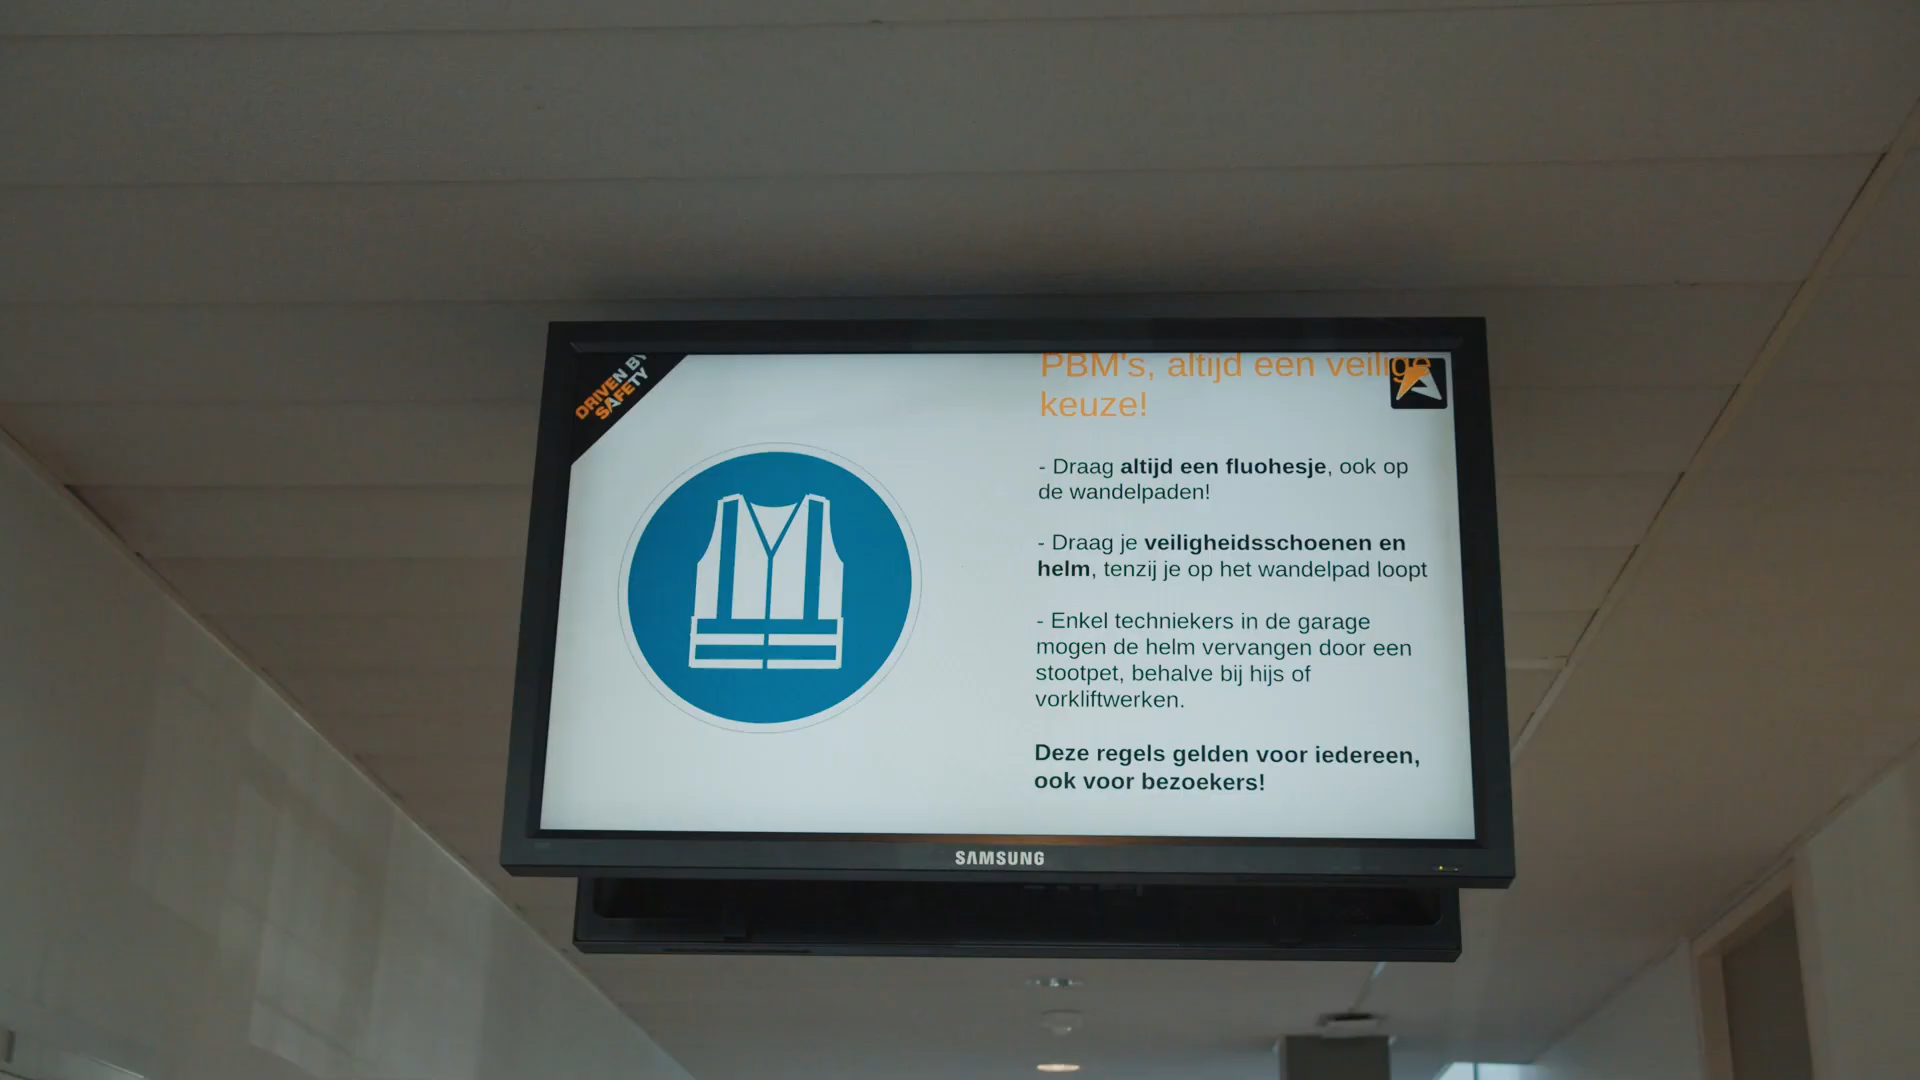 DRIVEN BY
SAFETY
PBM's, altijd een veilige
keuze!
- Draag altijd een fluohesje, ook op
de wandelpaden!
- Draag je veiligheidsschoenen en
helm, tenzij je op het wandelpad loopt
- Enkel techniekers in de garage
mogen de helm vervangen door een
stootpet, behalve bij hijs of
vorkliftwerken.
Deze regels gelden voor iedereen,
ook voor bezoekers!
SAMSUNG